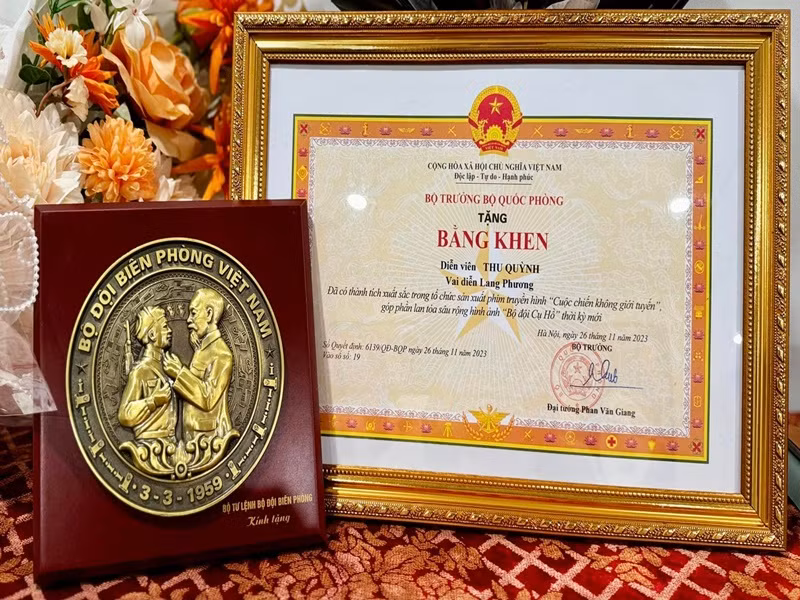 BỘ ĐỘI BIÊN PHÒNG VIỆT NAM
3-3-1959
BỘ TƯ LỆNH BỘ ĐỘI BIÊN PHÒNG
Kính tặng
CỘNG HÒA XÃ HỘI CHỦ NGHĨA VIỆT NAM
Độc lập - Tự do - Hạnh phúc
BỘ TRƯỞNG BỘ QUỐC PHÒNG
TẶNG
BẰNG KHEN
Diễn viên THU QUỲNH
Vai diễn Lang Phương
Đã có thành tích xuất sắc trong tổ chức sản xuất phim truyền hình “Cuộc chiến không giới tuyến”,
góp phần lan tỏa sâu rộng hình ảnh “Bộ đội Cụ Hồ” thời kỳ mới
Hà Nội, ngày 26 tháng 11 năm 2023
Số Quyết định: 6139/QĐ-BQP ngày 26 tháng 11 năm 2023
Vào sổ số: 19
BỘ TRƯỞNG
Đại tướng Phan Văn Giang